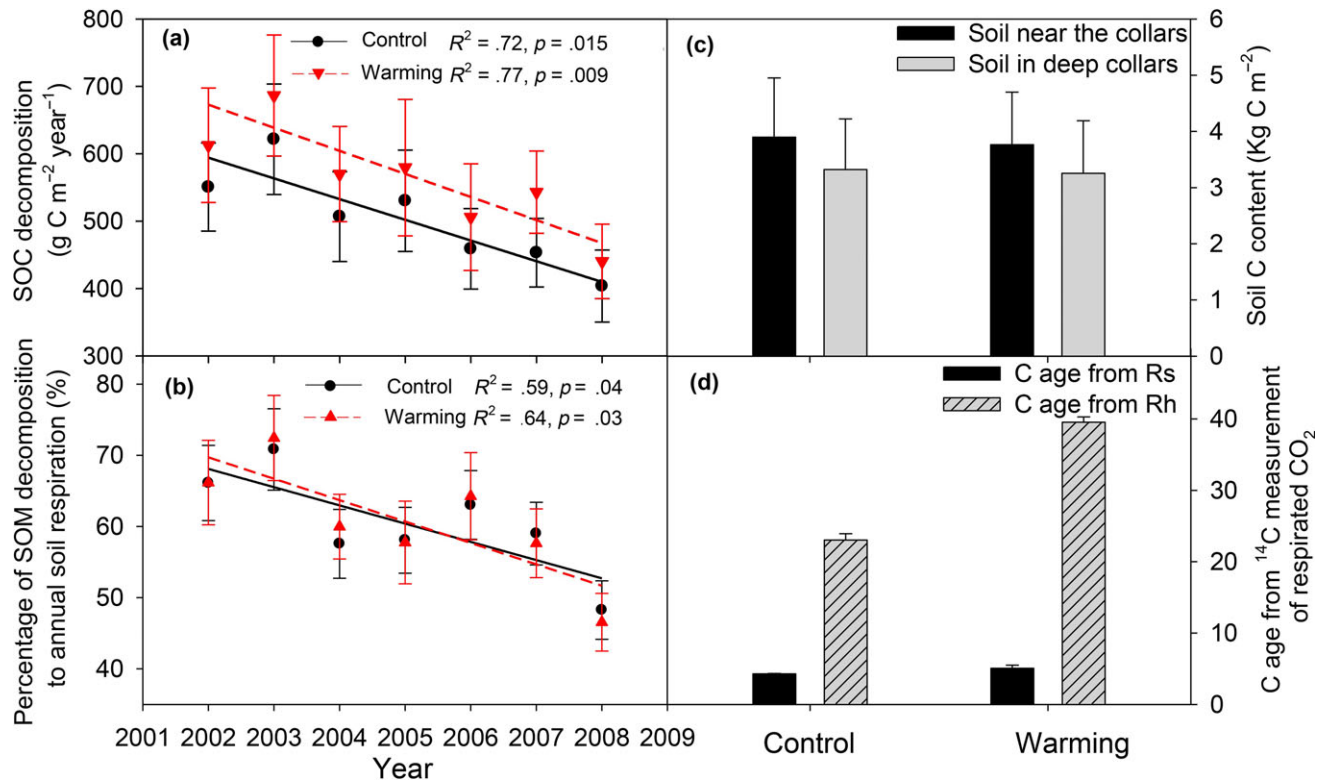 (a)
Control R² = .72, p = .015
Warming R² = .77, p = .009
SOC decomposition
(g C m⁻² year⁻¹)
800
700
600
500
400
300
(b)
Control R² = .59, p = .04
Warming R² = .64, p = .03
Percentage of SOM decomposition
to annual soil respiration (%)
80
70
60
50
40
2001 2002 2003 2004 2005 2006 2007 2008 2009
Year
(c)
Soil near the collars
Soil in deep collars
6
5
4
3
2
1
0
Soil C content (Kg C m⁻²)
(d)
C age from Rs
C age from Rh
40
30
20
10
0
C age from ¹⁴C measurement
of respirated CO₂
Control Warming